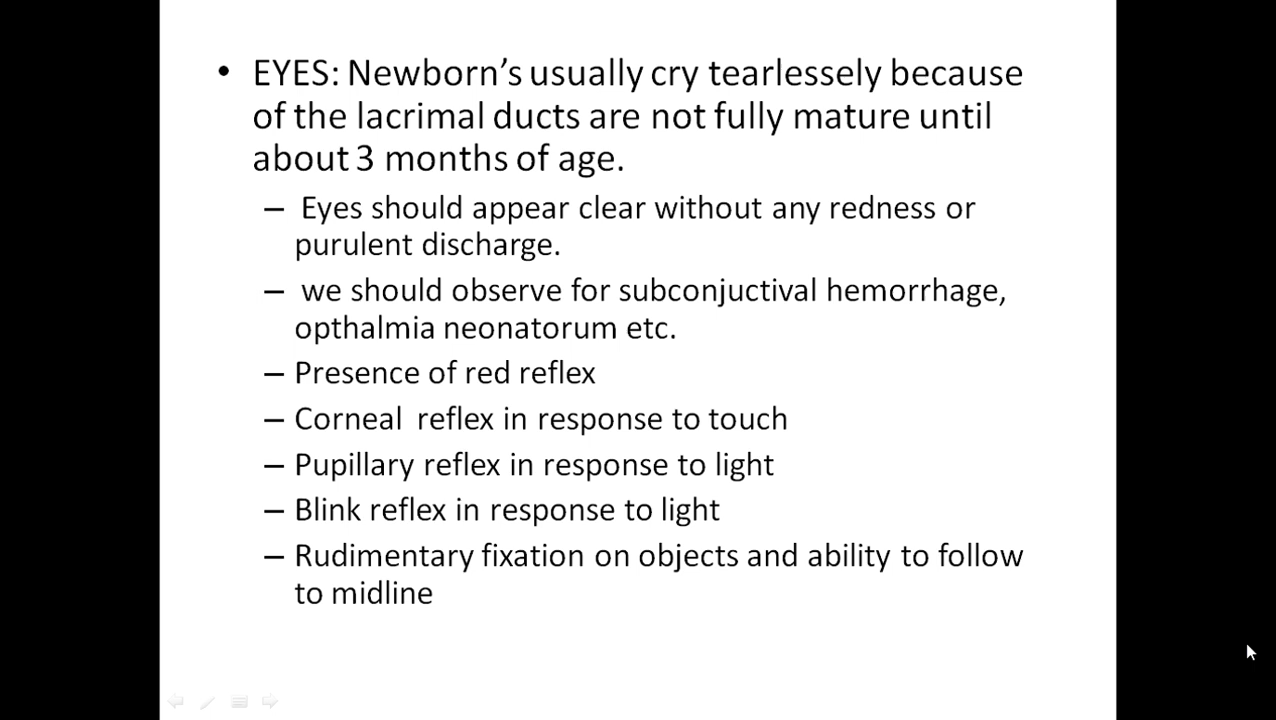 • EYES: Newborn’s usually cry tearlessely because
of the lacrimal ducts are not fully mature until
about 3 months of age.
– Eyes should appear clear without any redness or
purulent discharge.
– we should observe for subconjuctival hemorrhage,
opthalmia neonatorum etc.
– Presence of red reflex
– Corneal reflex in response to touch
– Pupillary reflex in response to light
– Blink reflex in response to light
– Rudimentary fixation on objects and ability to follow
to midline